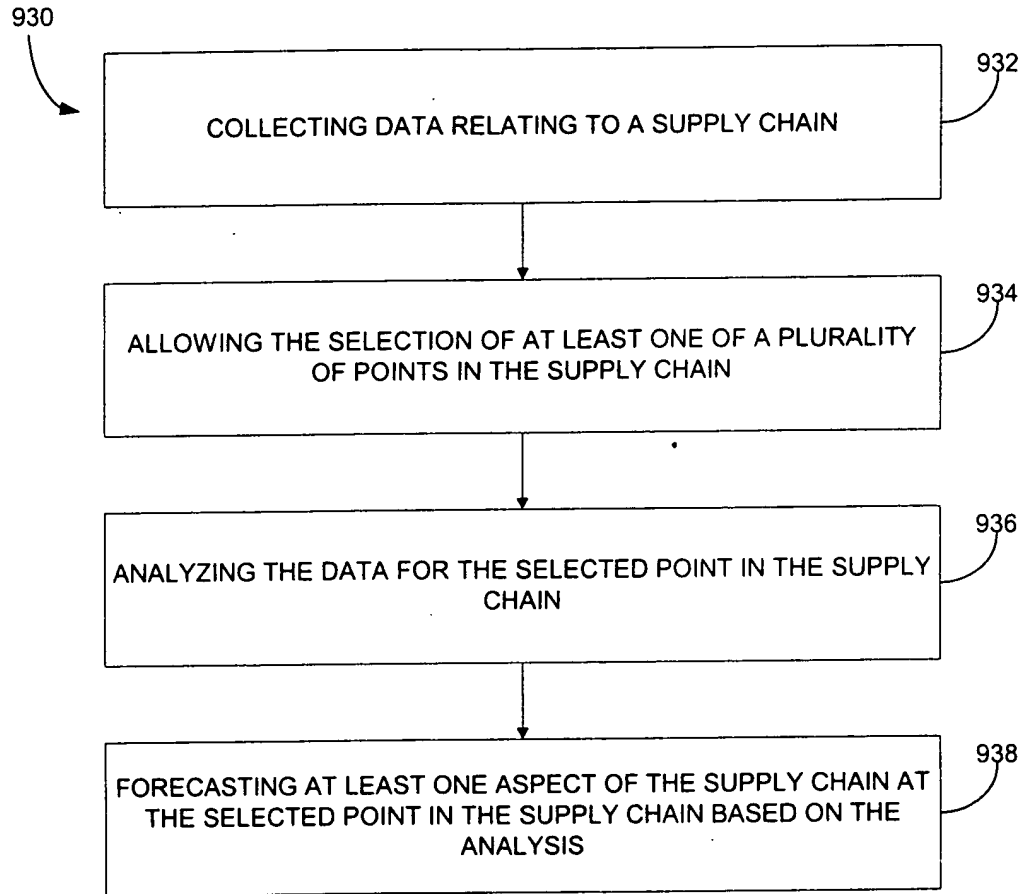 930
932
COLLECTING DATA RELATING TO A SUPPLY CHAIN
934
ALLOWING THE SELECTION OF AT LEAST ONE OF A PLURALITY
OF POINTS IN THE SUPPLY CHAIN
936
ANALYZING THE DATA FOR THE SELECTED POINT IN THE SUPPLY
CHAIN
938
FORECASTING AT LEAST ONE ASPECT OF THE SUPPLY CHAIN AT
THE SELECTED POINT IN THE SUPPLY CHAIN BASED ON THE
ANALYSIS